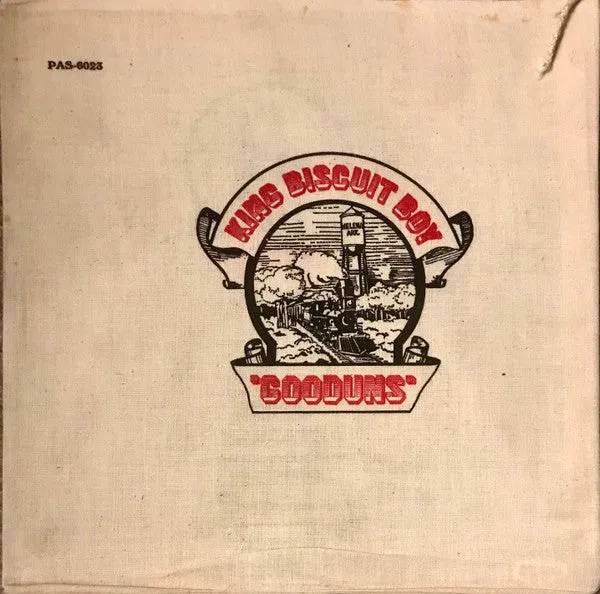 PAS-6023
KING BISCUIT BOY
HELENA
ARK.
"GOODUNS"